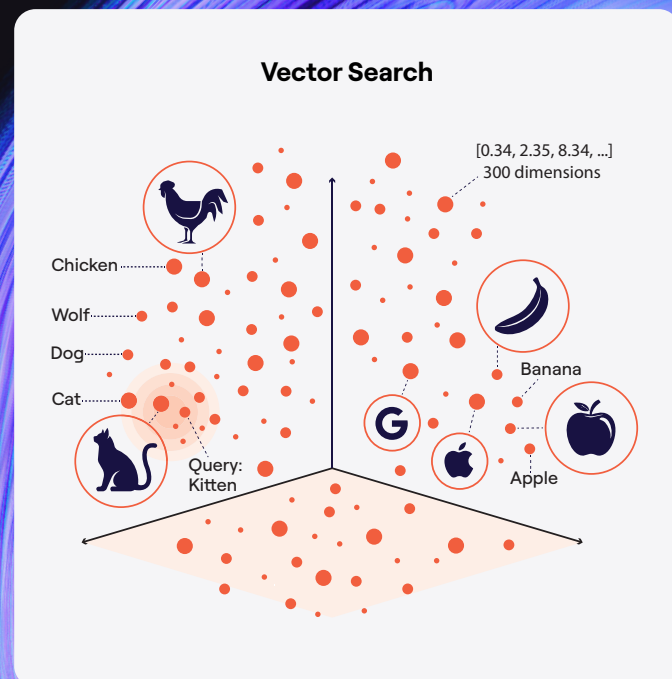 Vector Search
[0.34, 2.35, 8.34, ...]
300 dimensions
Chicken
Wolf
Dog
Cat
Banana
Query:
Kitten
G
Apple